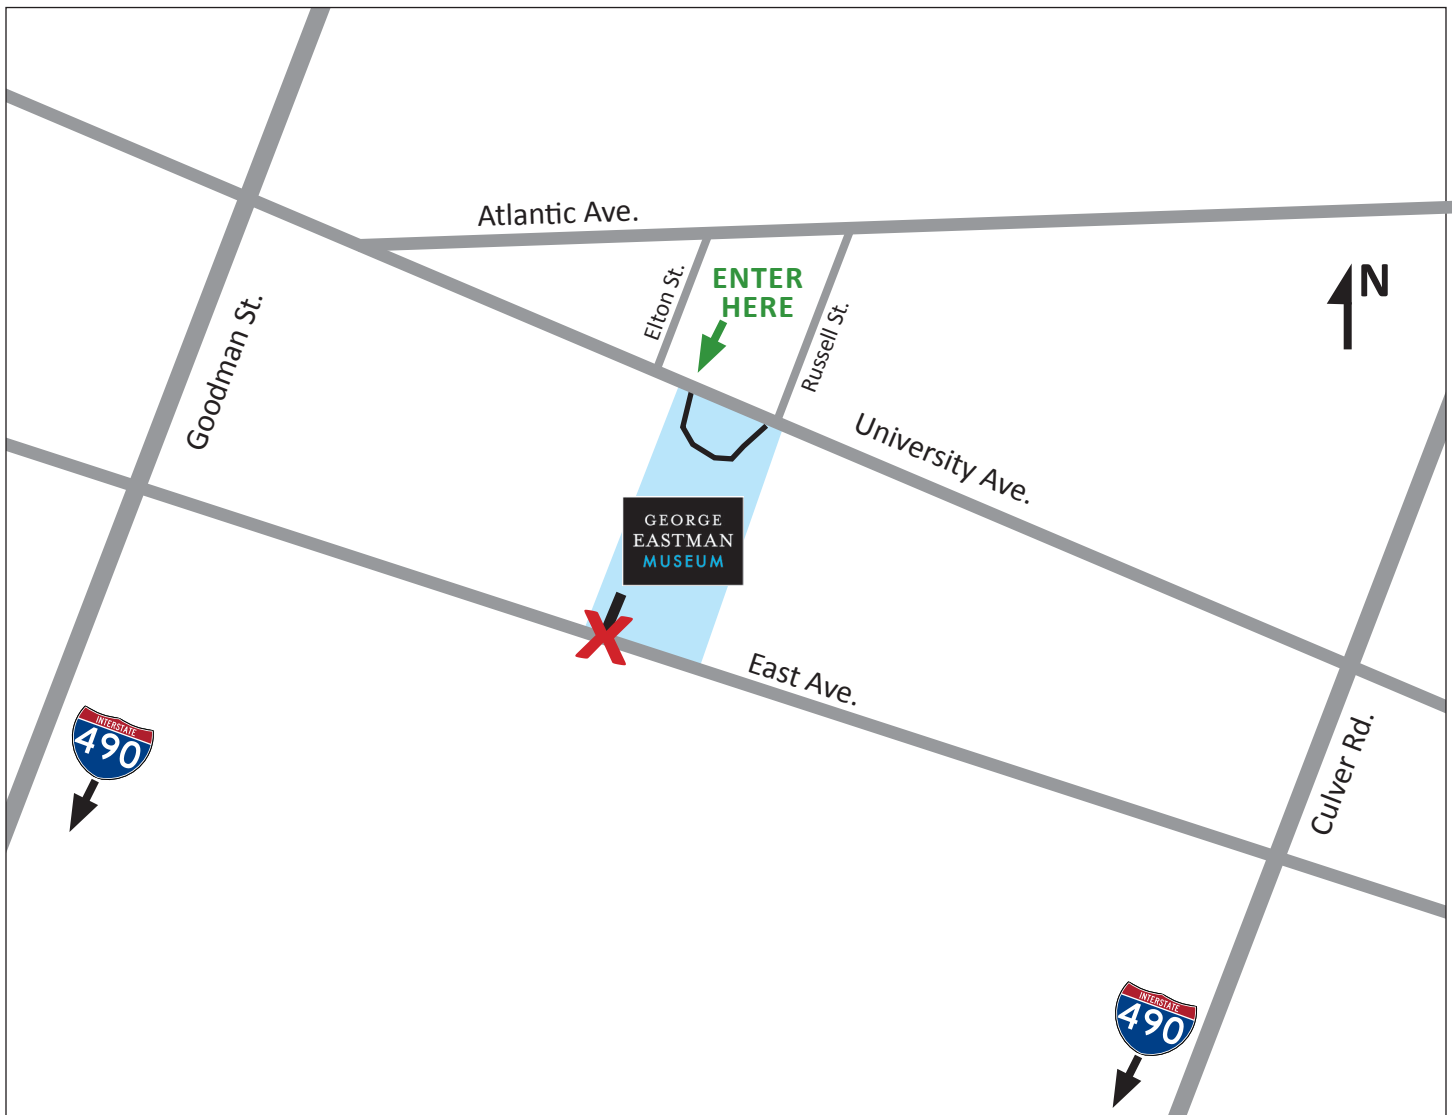 Atlantic Ave.
Elton St.
ENTER
HERE
N
Goodman St.
Russell St.
University Ave.
GEORGE
EASTMAN
MUSEUM
X
East Ave.
INTERSTATE
490
Culver Rd.
INTERSTATE
490